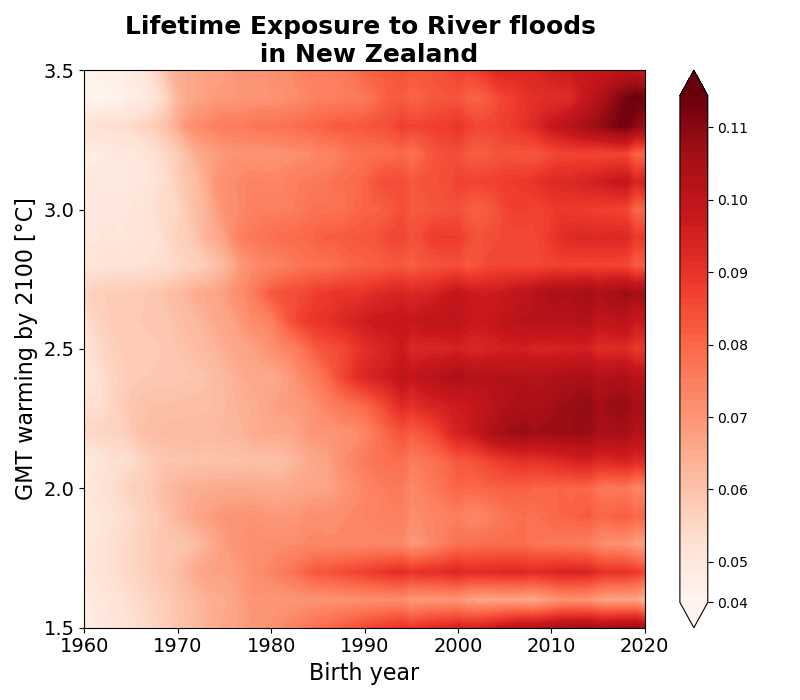 Lifetime Exposure to River floods
in New Zealand
GMT warming by 2100 [°C]
3.5
3.0
2.5
2.0
1.5
1960 1970 1980 1990 2000 2010 2020
Birth year
0.11
0.10
0.09
0.08
0.07
0.06
0.05
0.04